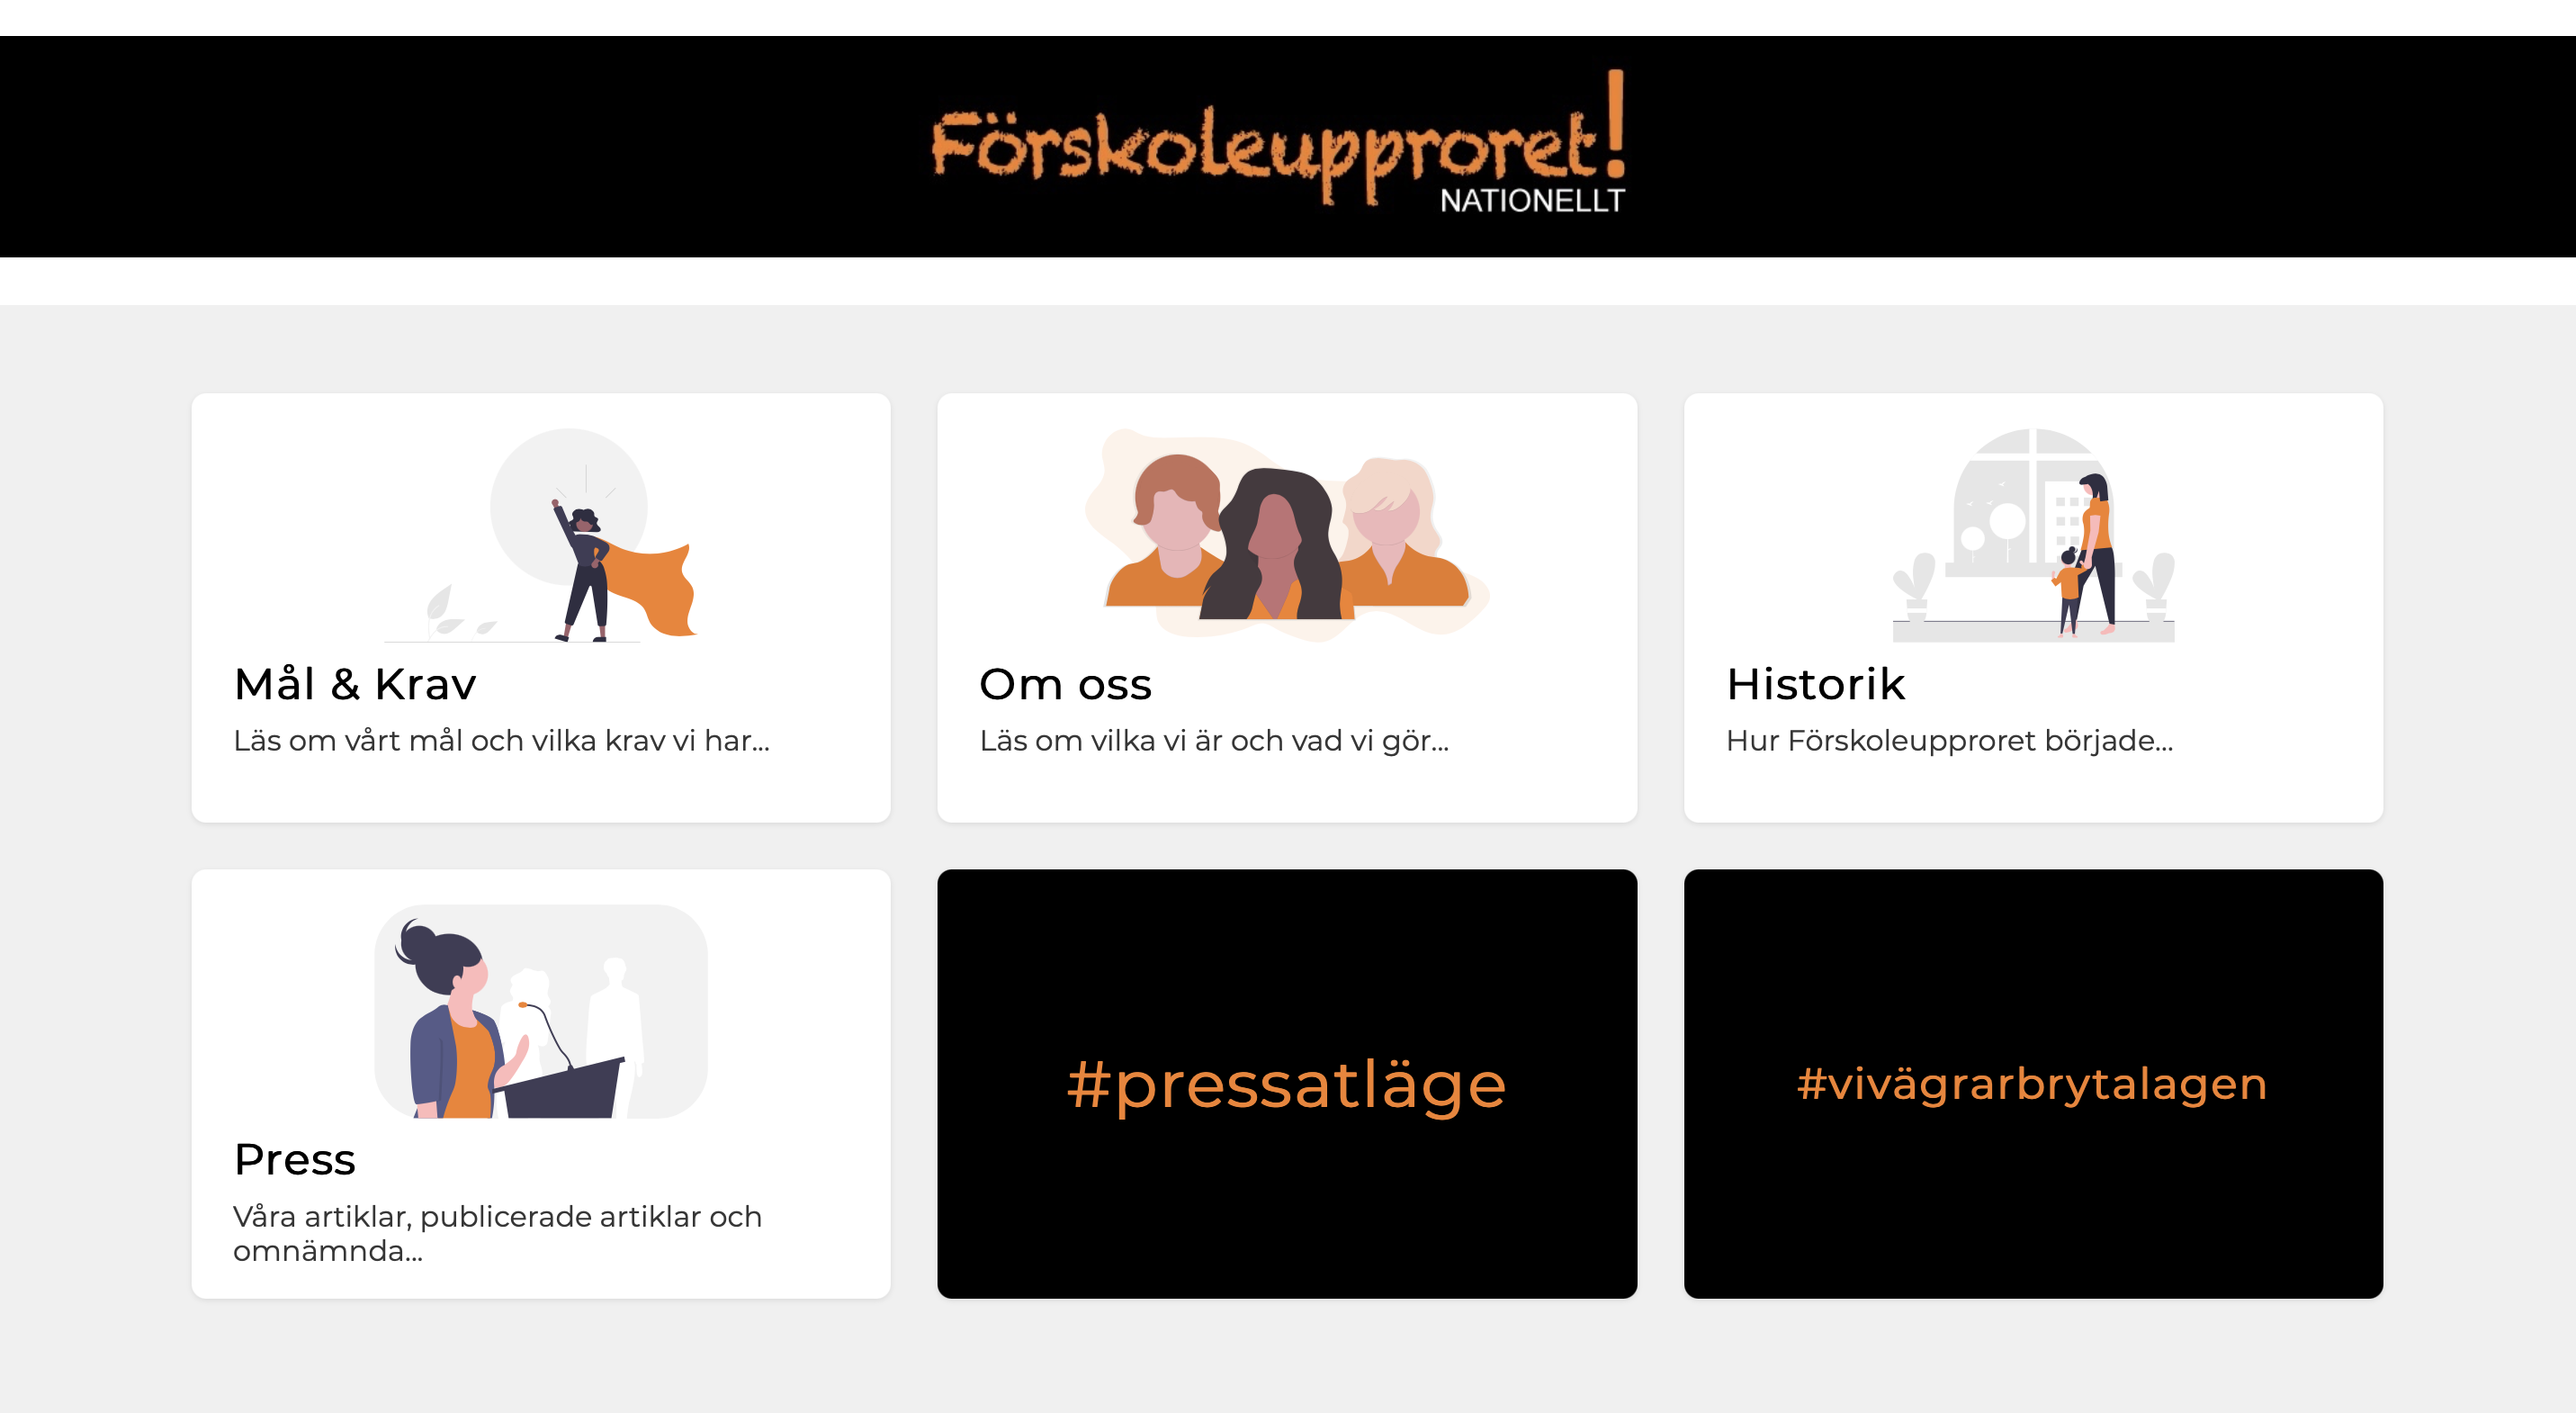 Förskoleupproret!
NATIONELLT
Mål & Krav
Läs om vårt mål och vilka krav vi har...
Om oss
Läs om vilka vi är och vad vi gör...
Historik
Hur Förskoleupproret började...
Press
Våra artiklar, publicerade artiklar och
omnämnda...
#pressatläge
#vivägrarbrytalagen